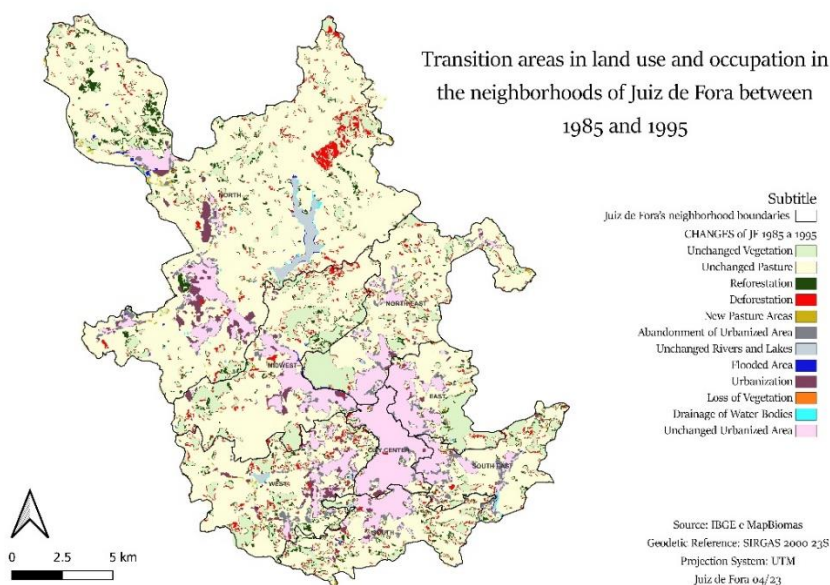 Transition areas in land use and occupation in
the neighborhoods of Juiz de Fora between
1985 and 1995
Subtitle
Juiz de Fora's neighborhood boundaries
CHANGES of JF 1985 a 1995
Unchanged Vegetation
Unchanged Pasture
Reforestation
Deforestation
New Pasture Areas
Abandonment of Urbanized Area
Unchanged Rivers and Lakes
Flooded Area
Urbanization
Loss of Vegetation
Drainage of Water Bodies
Unchanged Urbanized Area
NORTH
NORTHEAST
MIDWEST
EAST
CITY CENTER
SOUTHEAST
WEST
SOUTH
0 2.5 5 km
Source: IBGE e MapBiomas
Geodetic Reference: SIRGAS 2000 23S
Projection System: UTM
Juiz de Fora 04/23